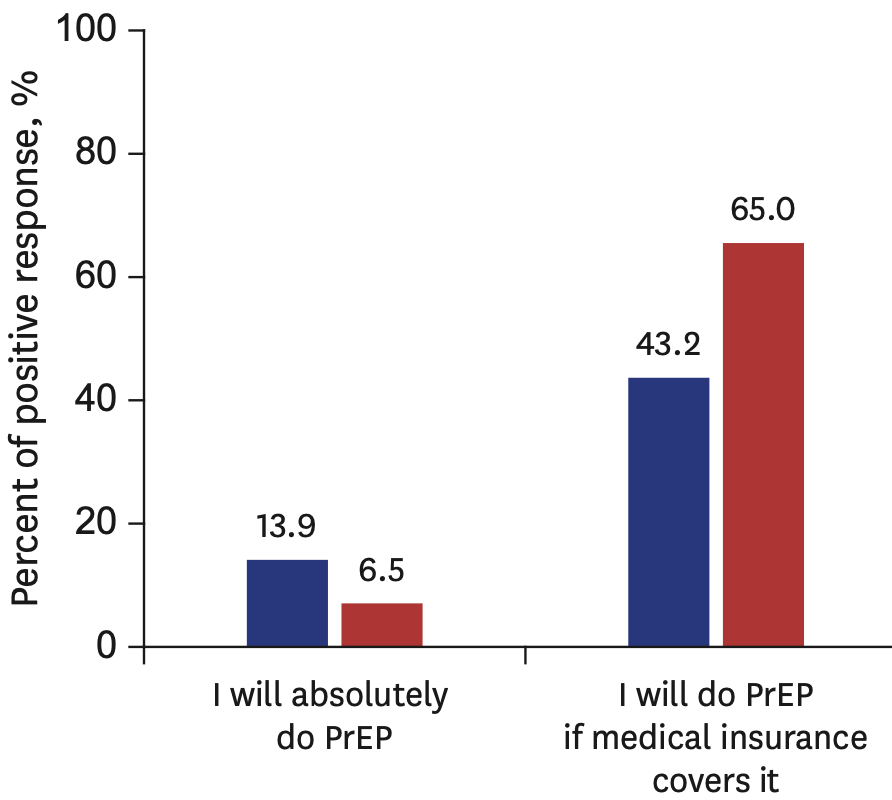 Percent of positive response, %
100
80
60
40
20
0
13.9
6.5
43.2
65.0
I will absolutely
do PrEP
I will do PrEP
if medical insurance
covers it